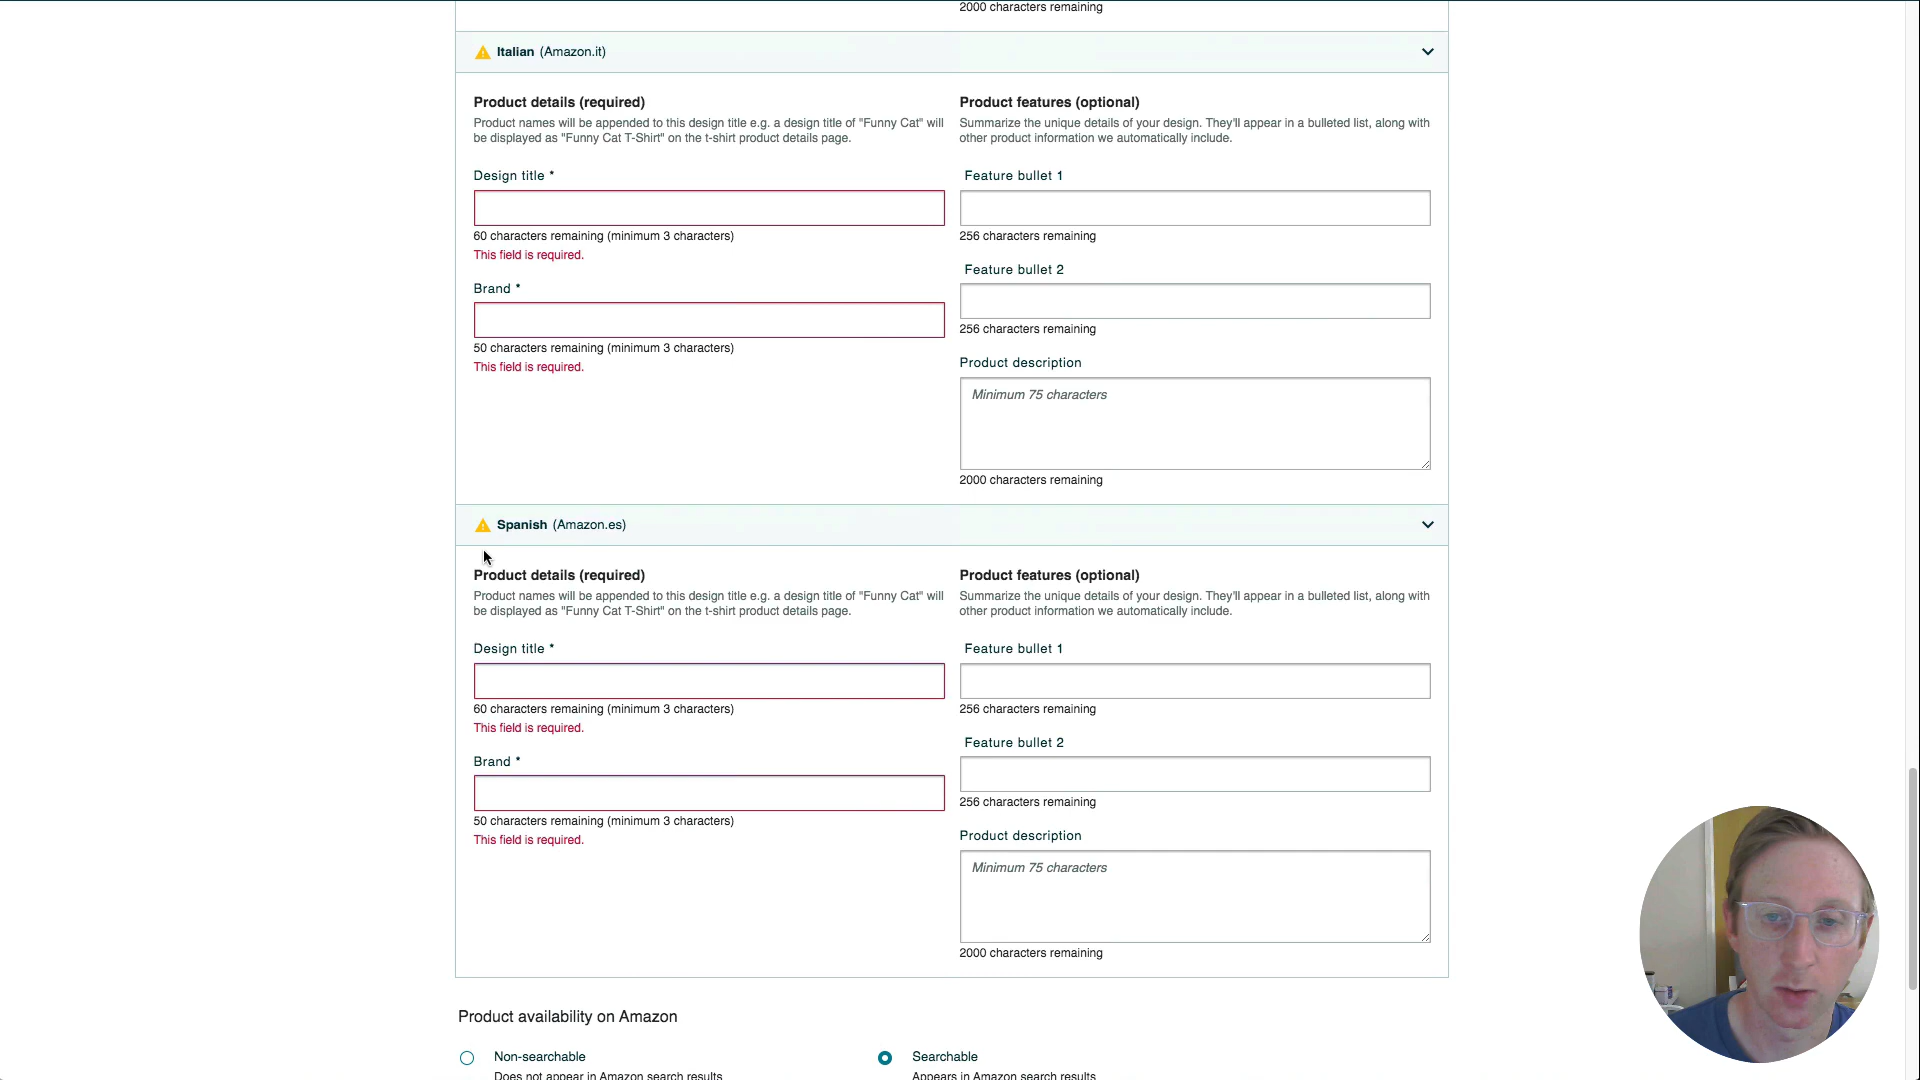 2000 characters remaining
Italian (Amazon.it)
Product details (required)
Product names will be appended to this design title e.g. a design title of "Funny Cat" will
be displayed as "Funny Cat T-Shirt" on the t-shirt product details page.
Design title *
60 characters remaining (minimum 3 characters)
This field is required.
Brand *
50 characters remaining (minimum 3 characters)
This field is required.
Product features (optional)
Summarize the unique details of your design. They'll appear in a bulleted list, along with
other product information we automatically include.
Feature bullet 1
256 characters remaining
Feature bullet 2
256 characters remaining
Product description
Minimum 75 characters
2000 characters remaining
Spanish (Amazon.es)
Product details (required)
Product names will be appended to this design title e.g. a design title of "Funny Cat" will
be displayed as "Funny Cat T-Shirt" on the t-shirt product details page.
Design title *
60 characters remaining (minimum 3 characters)
This field is required.
Brand *
50 characters remaining (minimum 3 characters)
This field is required.
Product features (optional)
Summarize the unique details of your design. They'll appear in a bulleted list, along with
other product information we automatically include.
Feature bullet 1
256 characters remaining
Feature bullet 2
256 characters remaining
Product description
Minimum 75 characters
2000 characters remaining
Product availability on Amazon
Non-searchable
Does not appear in Amazon search results
Searchable
Appears in Amazon search results